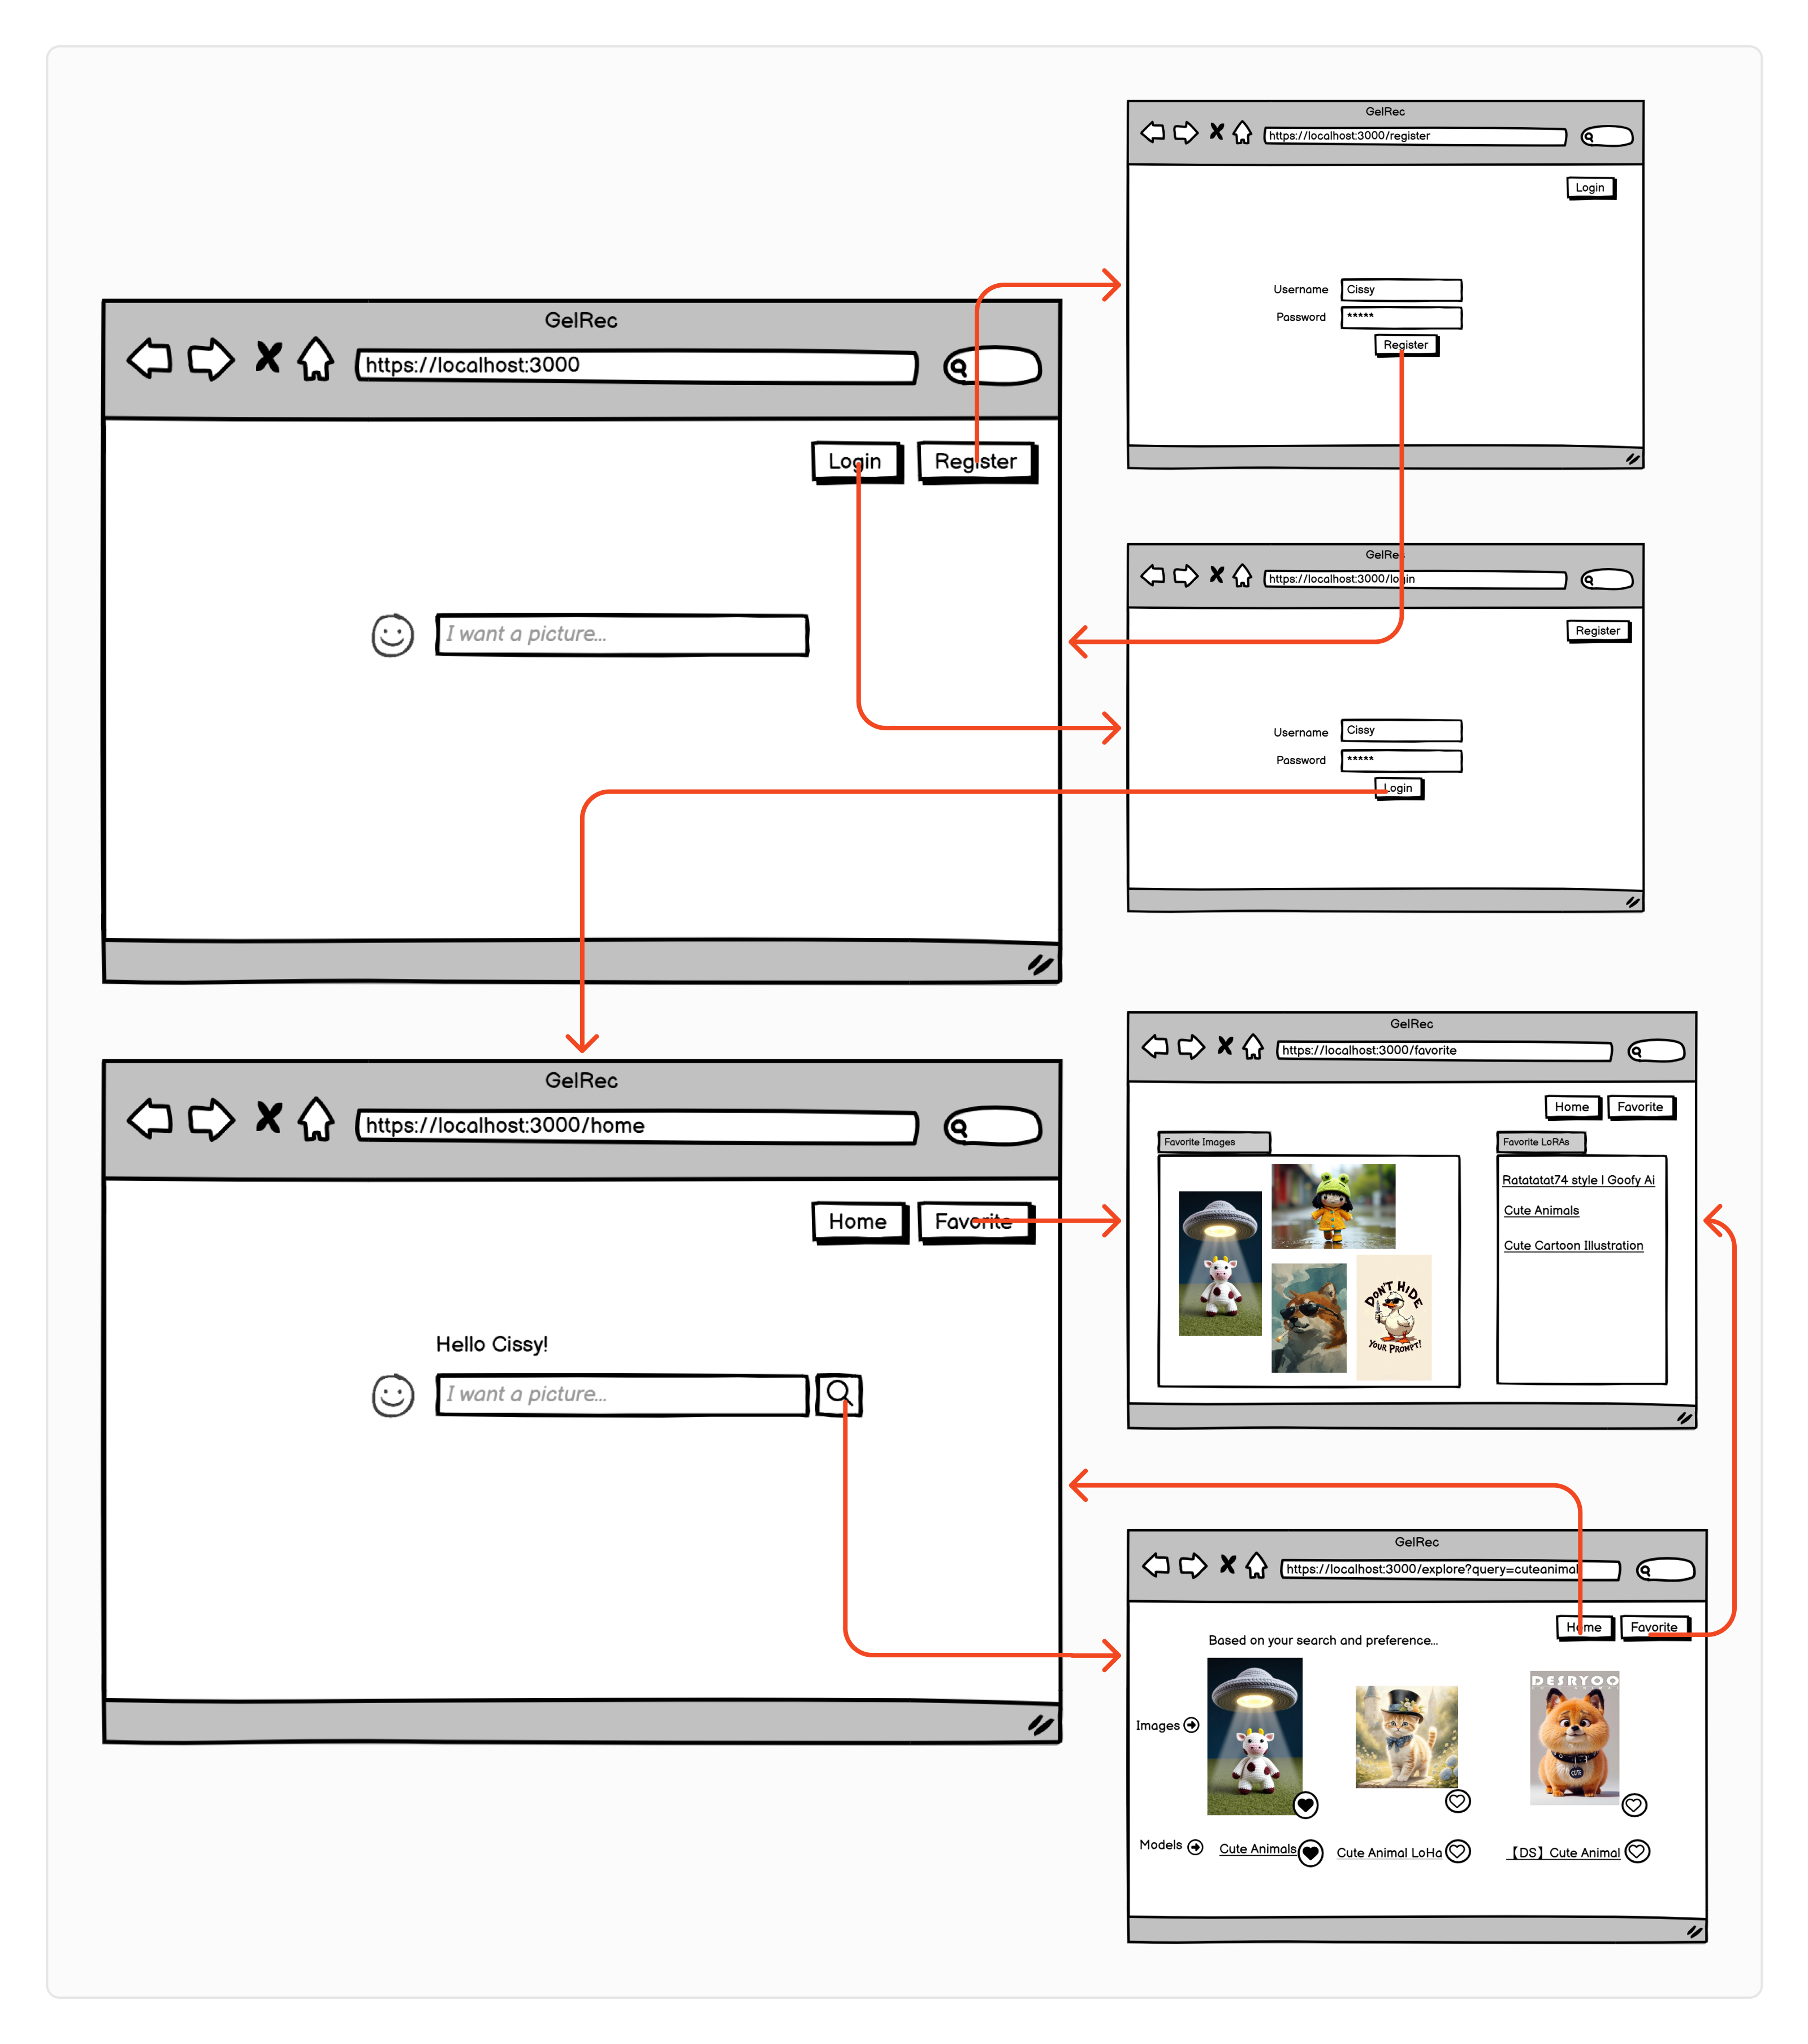 GelRec
https://localhost:3000/register
Login
Username Cissy
Password *****
Register
GelRec
https://localhost:3000
Login Register
I want a picture...
GelRec
https://localhost:3000/login
Register
Username Cissy
Password *****
Login
GelRec
https://localhost:3000/home
Home Favorite
Hello Cissy!
I want a picture...
GelRec
https://localhost:3000/favorite
Home Favorite
Favorite Images
Favorite LoRAs
Ratatatat74 style | Goofy Ai
Cute Animals
Cute Cartoon Illustration
DON'T HIDE
YOUR PROMPT!
GelRec
https://localhost:3000/explore?query=cuteanimal
Home Favorite
Based on your search and preference...
DESRYOO
Images
CUTE
Models Cute Animals Cute Animal LoHa 【DS】Cute Animal